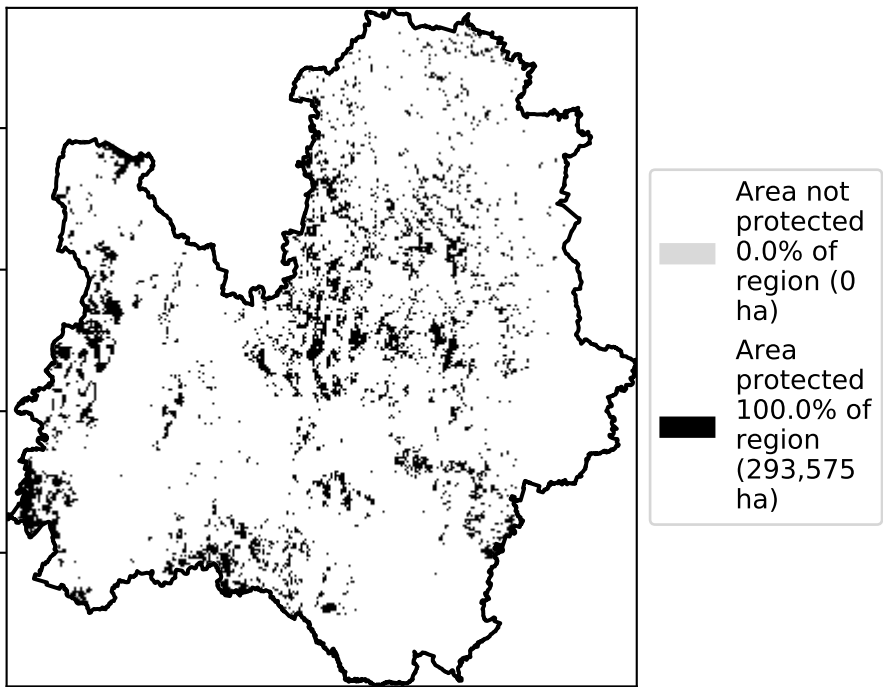 Area not
protected
0.0% of
region (0
ha)
Area
protected
100.0% of
region
(293,575
ha)